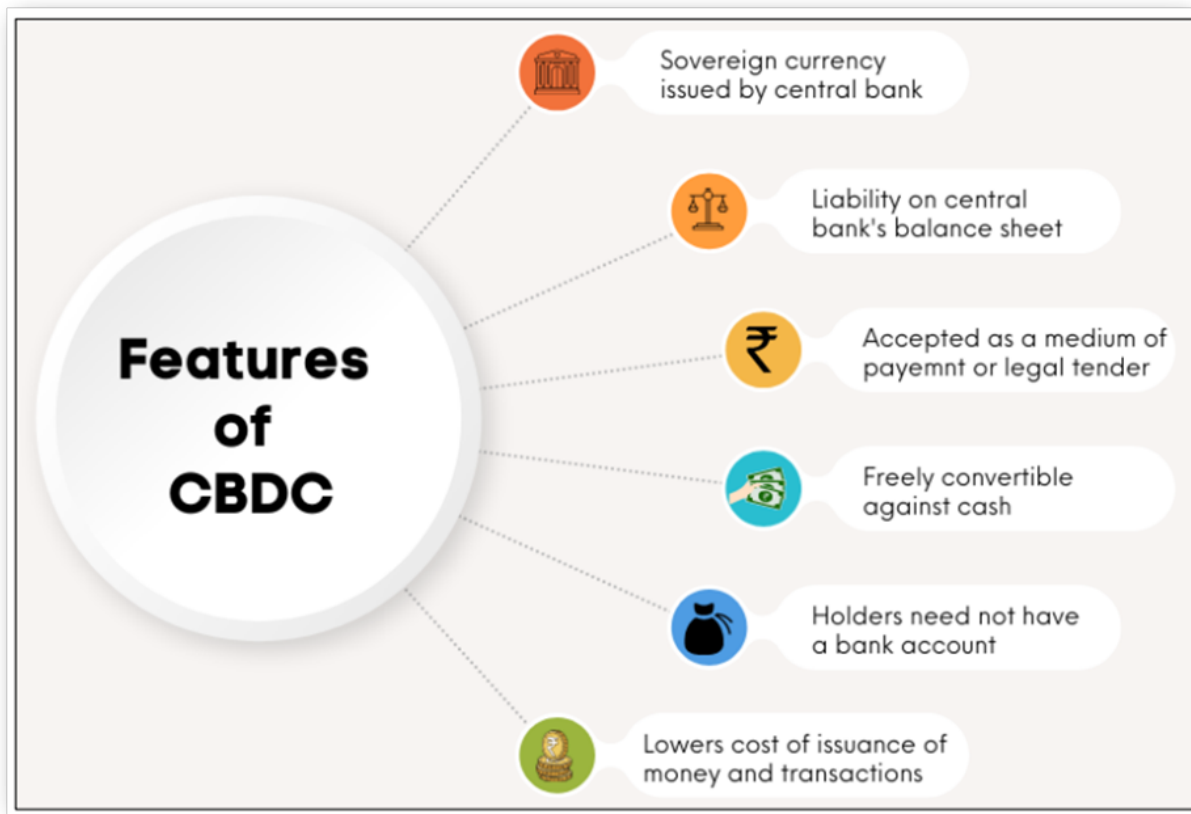 Features
of
CBDC
Sovereign currency
issued by central bank
Liability on central
bank's balance sheet
₹
Accepted as a medium of
payemnt or legal tender
Freely convertible
against cash
Holders need not have
a bank account
Lowers cost of issuance of
money and transactions